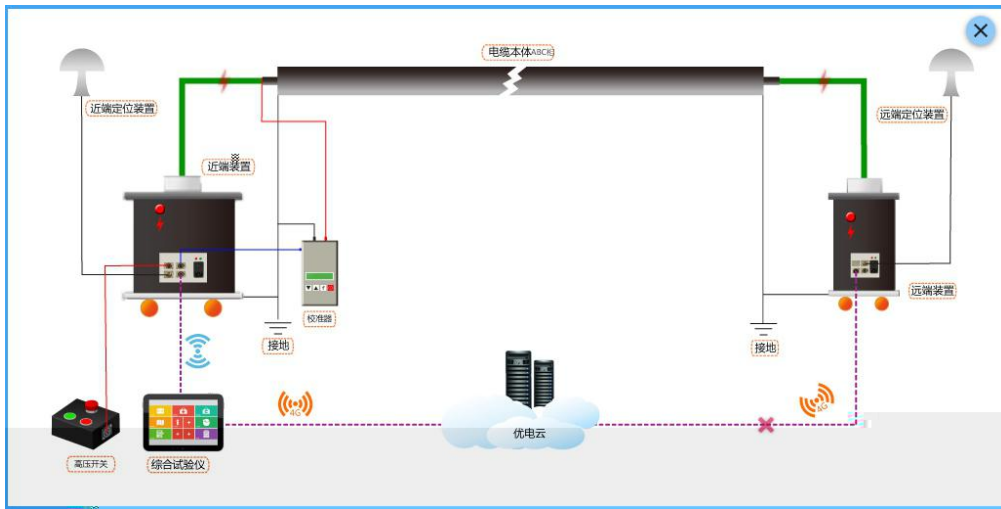 电缆本体ABC相
近端定位装置
远端定位装置
近端装置
远端装置
校准器
接地
接地
4G
4G
优电云
高压开关
综合试验仪